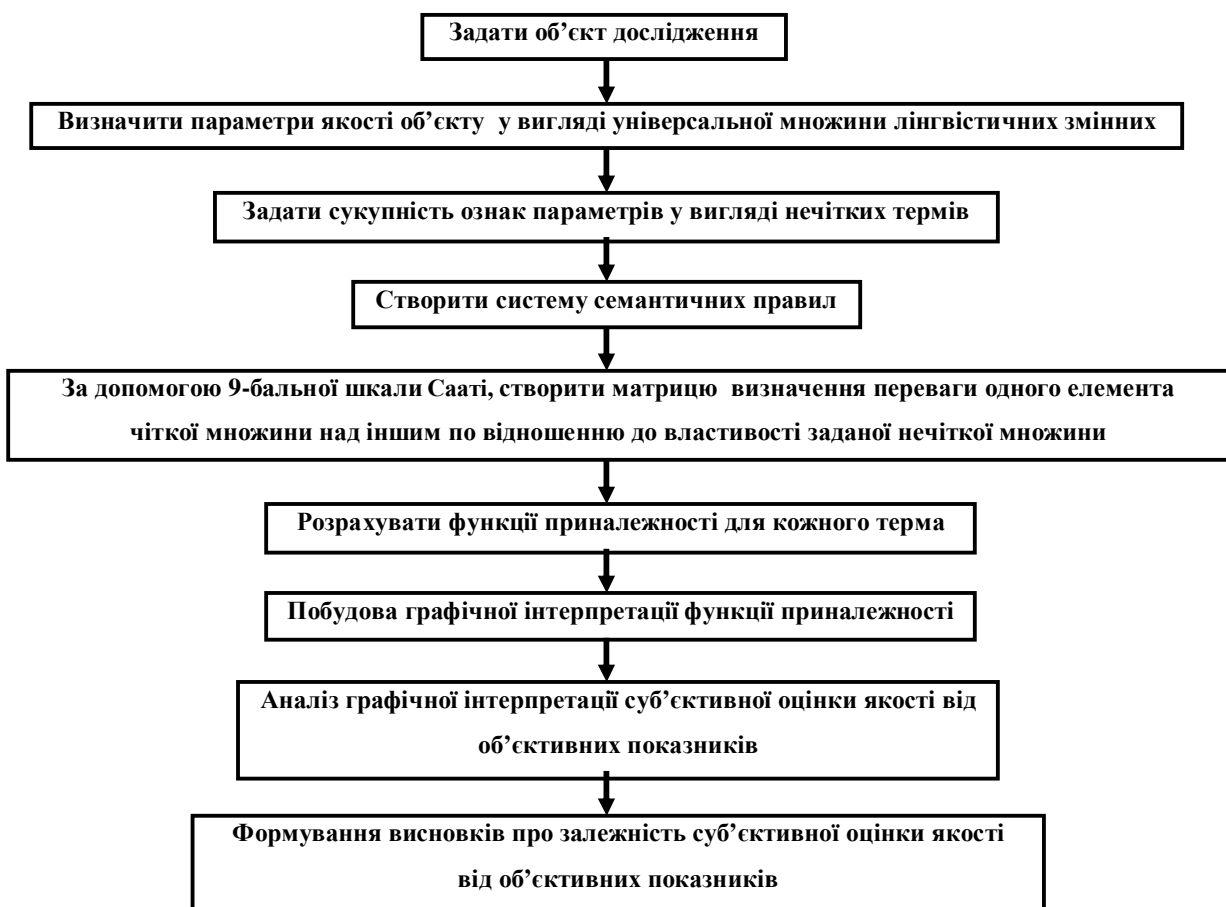 Задати об’єкт дослідження
Визначити параметри якості об’єкту у вигляді універсальної множини лінгвістичних змінних
Задати сукупність ознак параметрів у вигляді нечітких термів
Створити систему семантичних правил
За допомогою 9-бальної шкали Сааті, створити матрицю визначення переваги одного елемента
чіткої множини над іншим по відношенню до властивості заданої нечіткої множини
Розрахувати функції приналежності для кожного терма
Побудова графічної інтерпретації функції приналежності
Аналіз графічної інтерпретації суб’єктивної оцінки якості від
об’єктивних показників
Формування висновків про залежність суб’єктивної оцінки якості
від об’єктивних показників